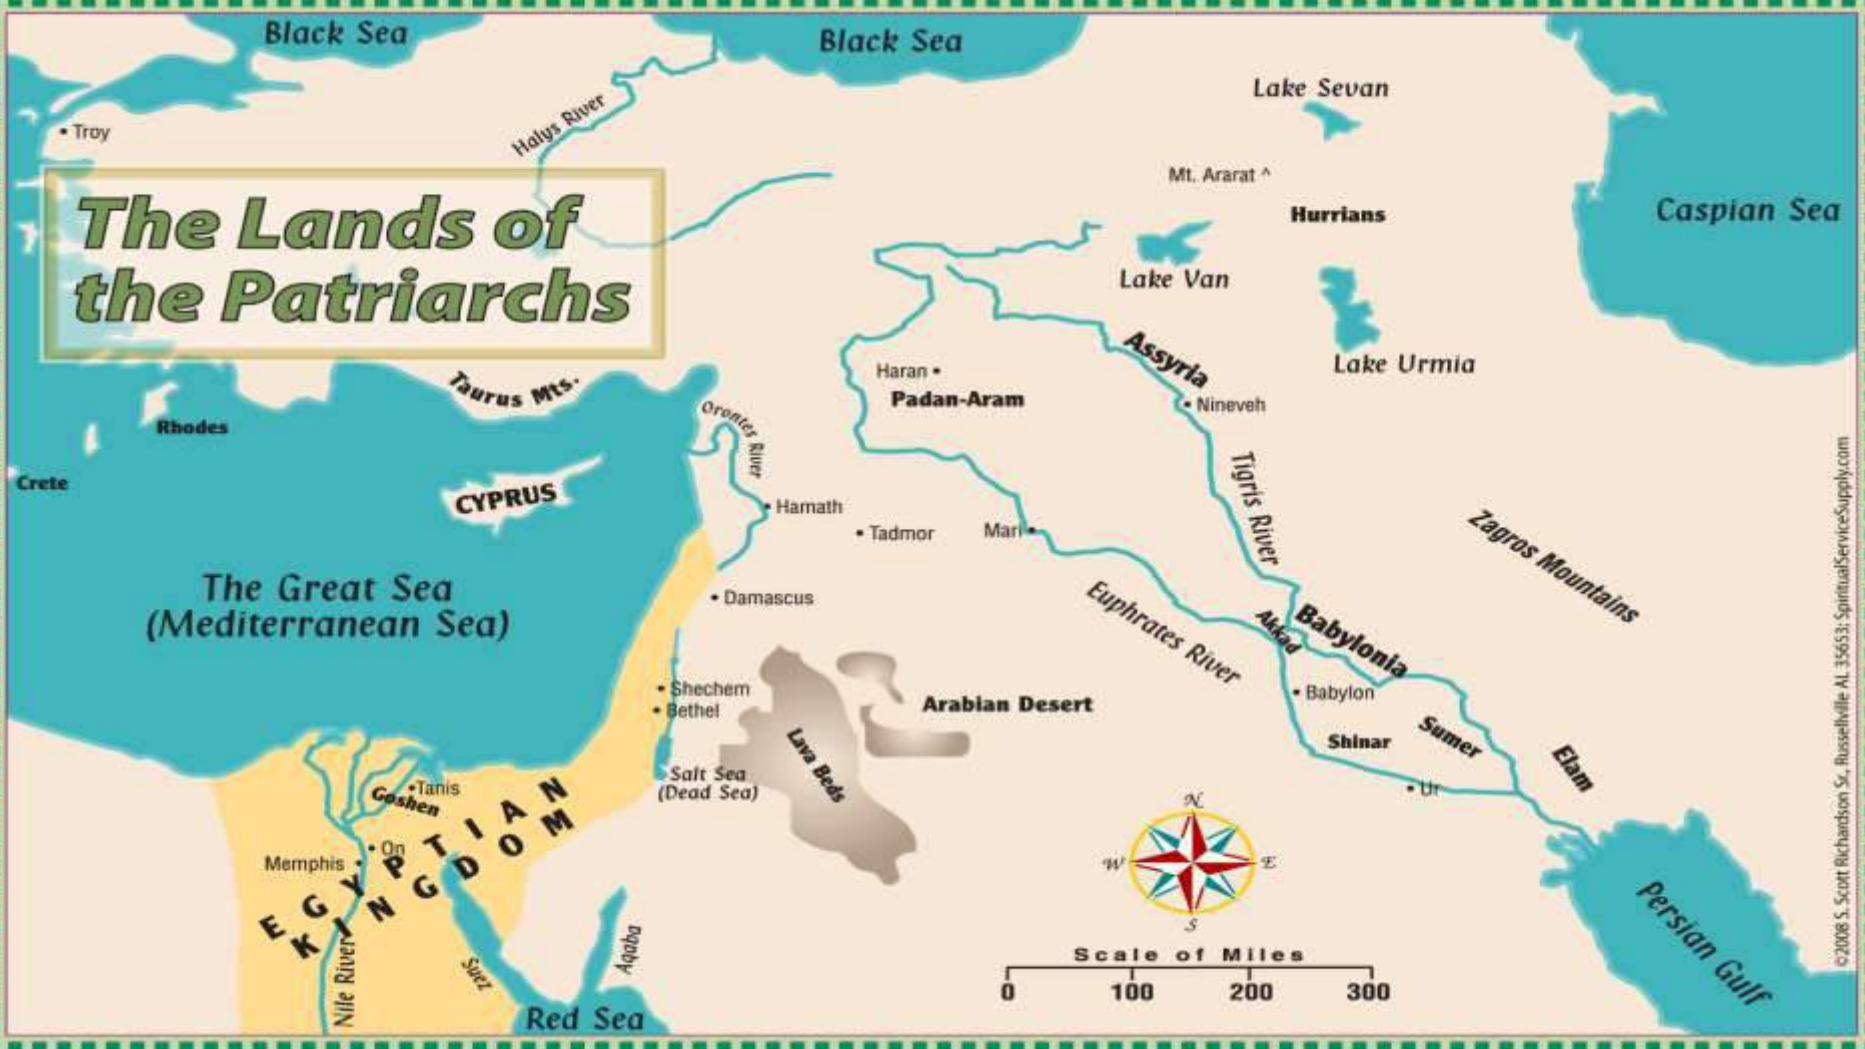 Black Sea
Black Sea
Lake Sevan
Halys River
Troy
Mt. Ararat ^
Caspian Sea
Hurrians
The Lands of
the Patriarchs
Lake Van
Assyria
Lake Urmia
Haran
Padan-Aram
Taurus Mts.
Nineveh
Orontes River
Rhodes
Crete
CYPRUS
Tigris River
Hamath
Tadmor
Mari
Zagros Mountains
The Great Sea
(Mediterranean Sea)
Damascus
Euphrates River
Akkad
Babylonia
Shechem
Bethel
Arabian Desert
Babylon
Lava Beds
Shinar
Sumer
Elam
Salt Sea
(Dead Sea)
Ur
Tanis
Goshen
On
Memphis
EGYPTIAN
KINGDOM
N
W
E
S
Persian Gulf
Nile River
Suez
Aqaba
Red Sea
Scale of Miles
0 100 200 300
©2008 S. Scott Richardson Sr., Russellville AL 35653; SpiritualServiceSupply.com